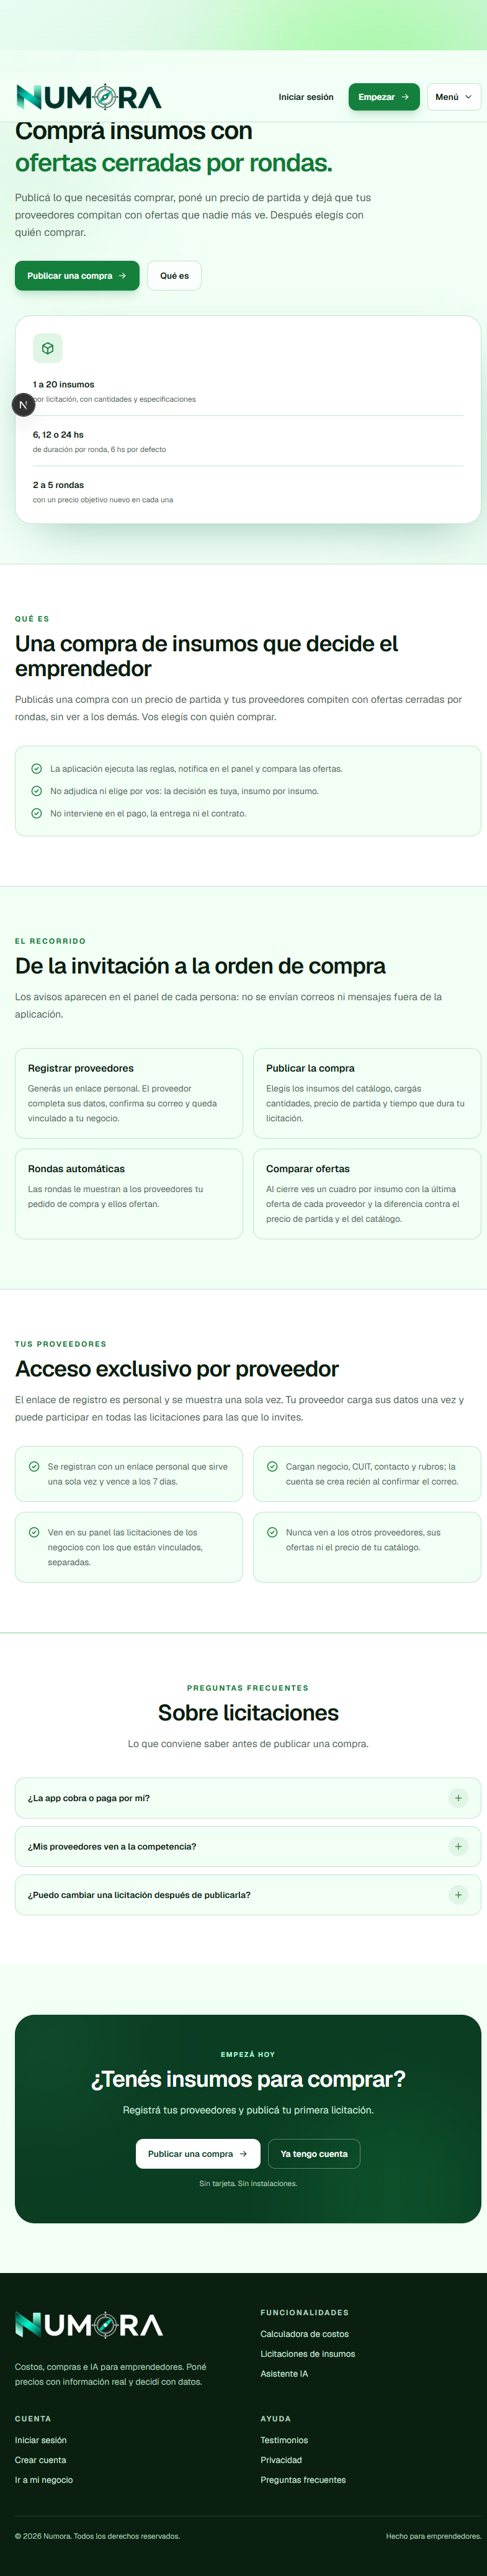 NUMORA
Iniciar sesión
Empezar →
Menú
Comprá insumos con
ofertas cerradas por rondas.
Publicá lo que necesitás comprar, poné un precio de partida y dejá que tus
proveedores compitan con ofertas que nadie más ve. Después elegís con
quién comprar.
Publicar una compra →
Qué es
1 a 20 insumos
por licitación, con cantidades y especificaciones
N
6, 12 o 24 hs
de duración por ronda, 6 hs por defecto
2 a 5 rondas
con un precio objetivo nuevo en cada una
QUÉ ES
Una compra de insumos que decide el
emprendedor
Publicás una compra con un precio de partida y tus proveedores compiten con ofertas cerradas por
rondas, sin ver a los demás. Vos elegís con quién comprar.
La aplicación ejecuta las reglas, notifica en el panel y compara las ofertas.
No adjudica ni elige por vos: la decisión es tuya, insumo por insumo.
No interviene en el pago, la entrega ni el contrato.
EL RECORRIDO
De la invitación a la orden de compra
Los avisos aparecen en el panel de cada persona: no se envían correos ni mensajes fuera de la
aplicación.
Registrar proveedores
Generás un enlace personal. El proveedor
completa sus datos, confirma su correo y queda
vinculado a tu negocio.
Publicar la compra
Elegís los insumos del catálogo, cargás
cantidades, precio de partida y tiempo que dura tu
licitación.
Rondas automáticas
Las rondas le muestran a los proveedores tu
pedido de compra y ellos ofertan.
Comparar ofertas
Al cierre ves un cuadro por insumo con la última
oferta de cada proveedor y la diferencia contra el
precio de partida y el del catálogo.
TUS PROVEEDORES
Acceso exclusivo por proveedor
El enlace de registro es personal y se muestra una sola vez. Tu proveedor carga sus datos una vez y
puede participar en todas las licitaciones para las que lo invites.
Se registran con un enlace personal que sirve
una sola vez y vence a los 7 días.
Cargan negocio, CUIT, contacto y rubros; la
cuenta se crea recién al confirmar el correo.
Ven en su panel las licitaciones de los
negocios con los que están vinculados,
separadas.
Nunca ven a los otros proveedores, sus
ofertas ni el precio de tu catálogo.
PREGUNTAS FRECUENTES
Sobre licitaciones
Lo que conviene saber antes de publicar una compra.
¿La app cobra o paga por mí?
¿Mis proveedores ven a la competencia?
¿Puedo cambiar una licitación después de publicarla?
EMPEZÁ HOY
¿Tenés insumos para comprar?
Registrá tus proveedores y publicá tu primera licitación.
Publicar una compra →
Ya tengo cuenta
Sin tarjeta. Sin instalaciones.
NUMORA
Costos, compras e IA para emprendedores. Poné
precios con información real y decidí con datos.
FUNCIONALIDADES
Calculadora de costos
Licitaciones de insumos
Asistente IA
CUENTA
Iniciar sesión
Crear cuenta
Ir a mi negocio
AYUDA
Testimonios
Privacidad
Preguntas frecuentes
© 2026 Numora. Todos los derechos reservados.
Hecho para emprendedores.